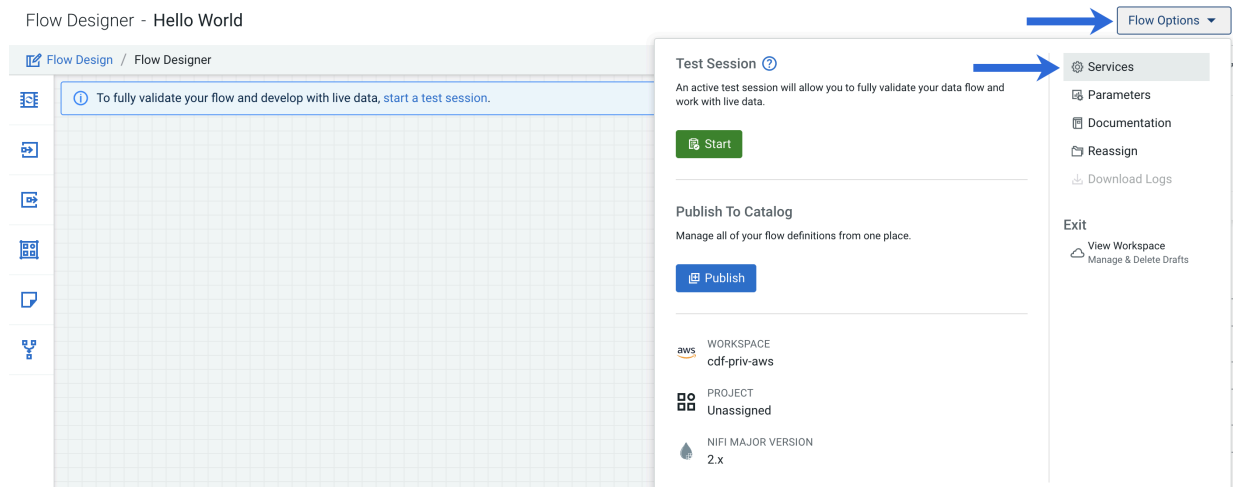 Flow Designer - Hello World
Flow Options
Flow Design / Flow Designer
To fully validate your flow and develop with live data, start a test session.
Test Session
An active test session will allow you to fully validate your data flow and
work with live data.
Start
Publish To Catalog
Manage all of your flow definitions from one place.
Publish
aws
WORKSPACE
cdf-priv-aws
PROJECT
Unassigned
NIFI MAJOR VERSION
2.x
Services
Parameters
Documentation
Reassign
Download Logs
Exit
View Workspace
Manage & Delete Drafts